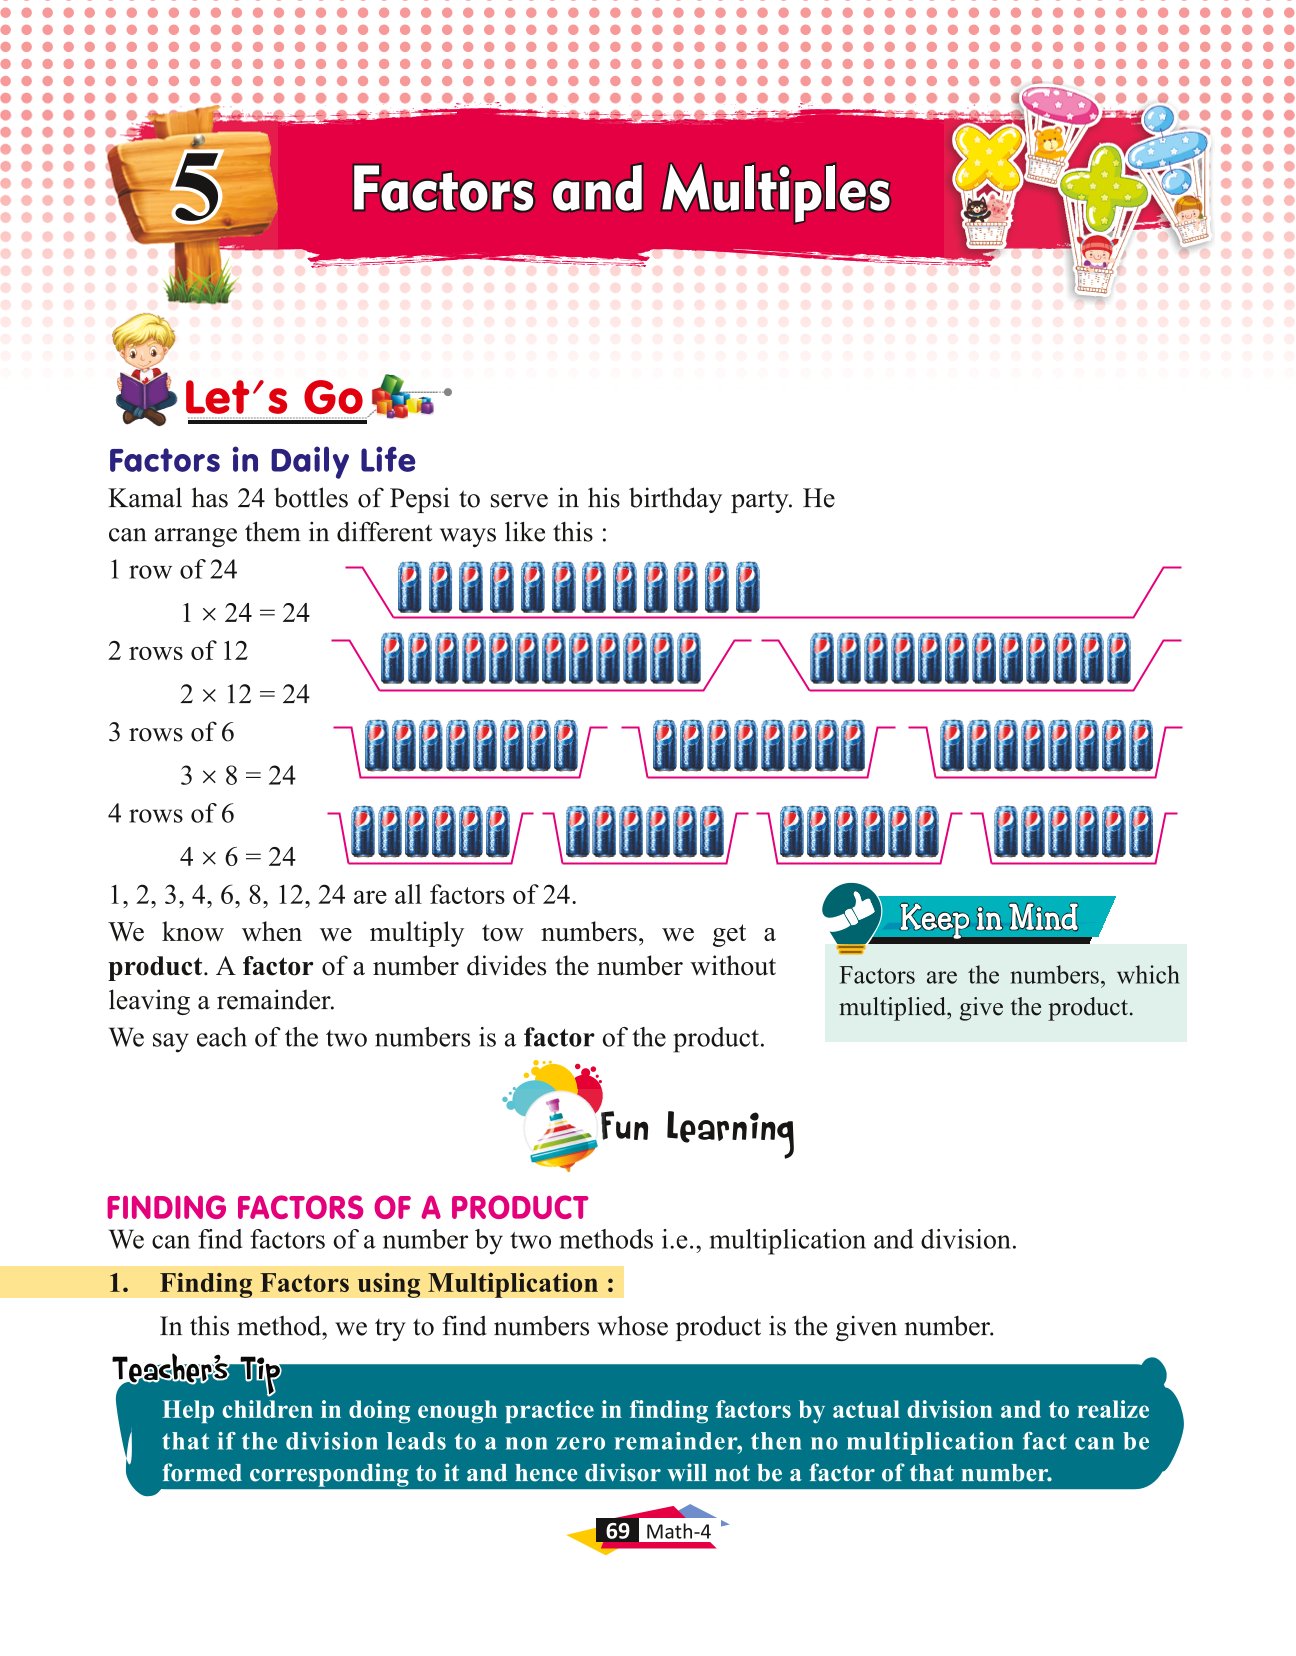 5
Factors and Multiples
Let's Go
Factors in Daily Life
Kamal has 24 bottles of Pepsi to serve in his birthday party. He
can arrange them in different ways like this :
1 row of 24
1 × 24 = 24
2 rows of 12
2 × 12 = 24
3 rows of 6
3 × 8 = 24
4 rows of 6
4 × 6 = 24
1, 2, 3, 4, 6, 8, 12, 24 are all factors of 24.
We know when we multiply tow numbers, we get a
product. A factor of a number divides the number without
leaving a remainder.
We say each of the two numbers is a factor of the product.
Keep in Mind
Factors are the numbers, which
multiplied, give the product.
Fun Learning
FINDING FACTORS OF A PRODUCT
We can find factors of a number by two methods i.e., multiplication and division.
1. Finding Factors using Multiplication :
In this method, we try to find numbers whose product is the given number.
Teacher's Tip
Help children in doing enough practice in finding factors by actual division and to realize
that if the division leads to a non zero remainder, then no multiplication fact can be
formed corresponding to it and hence divisor will not be a factor of that number.
69 Math-4